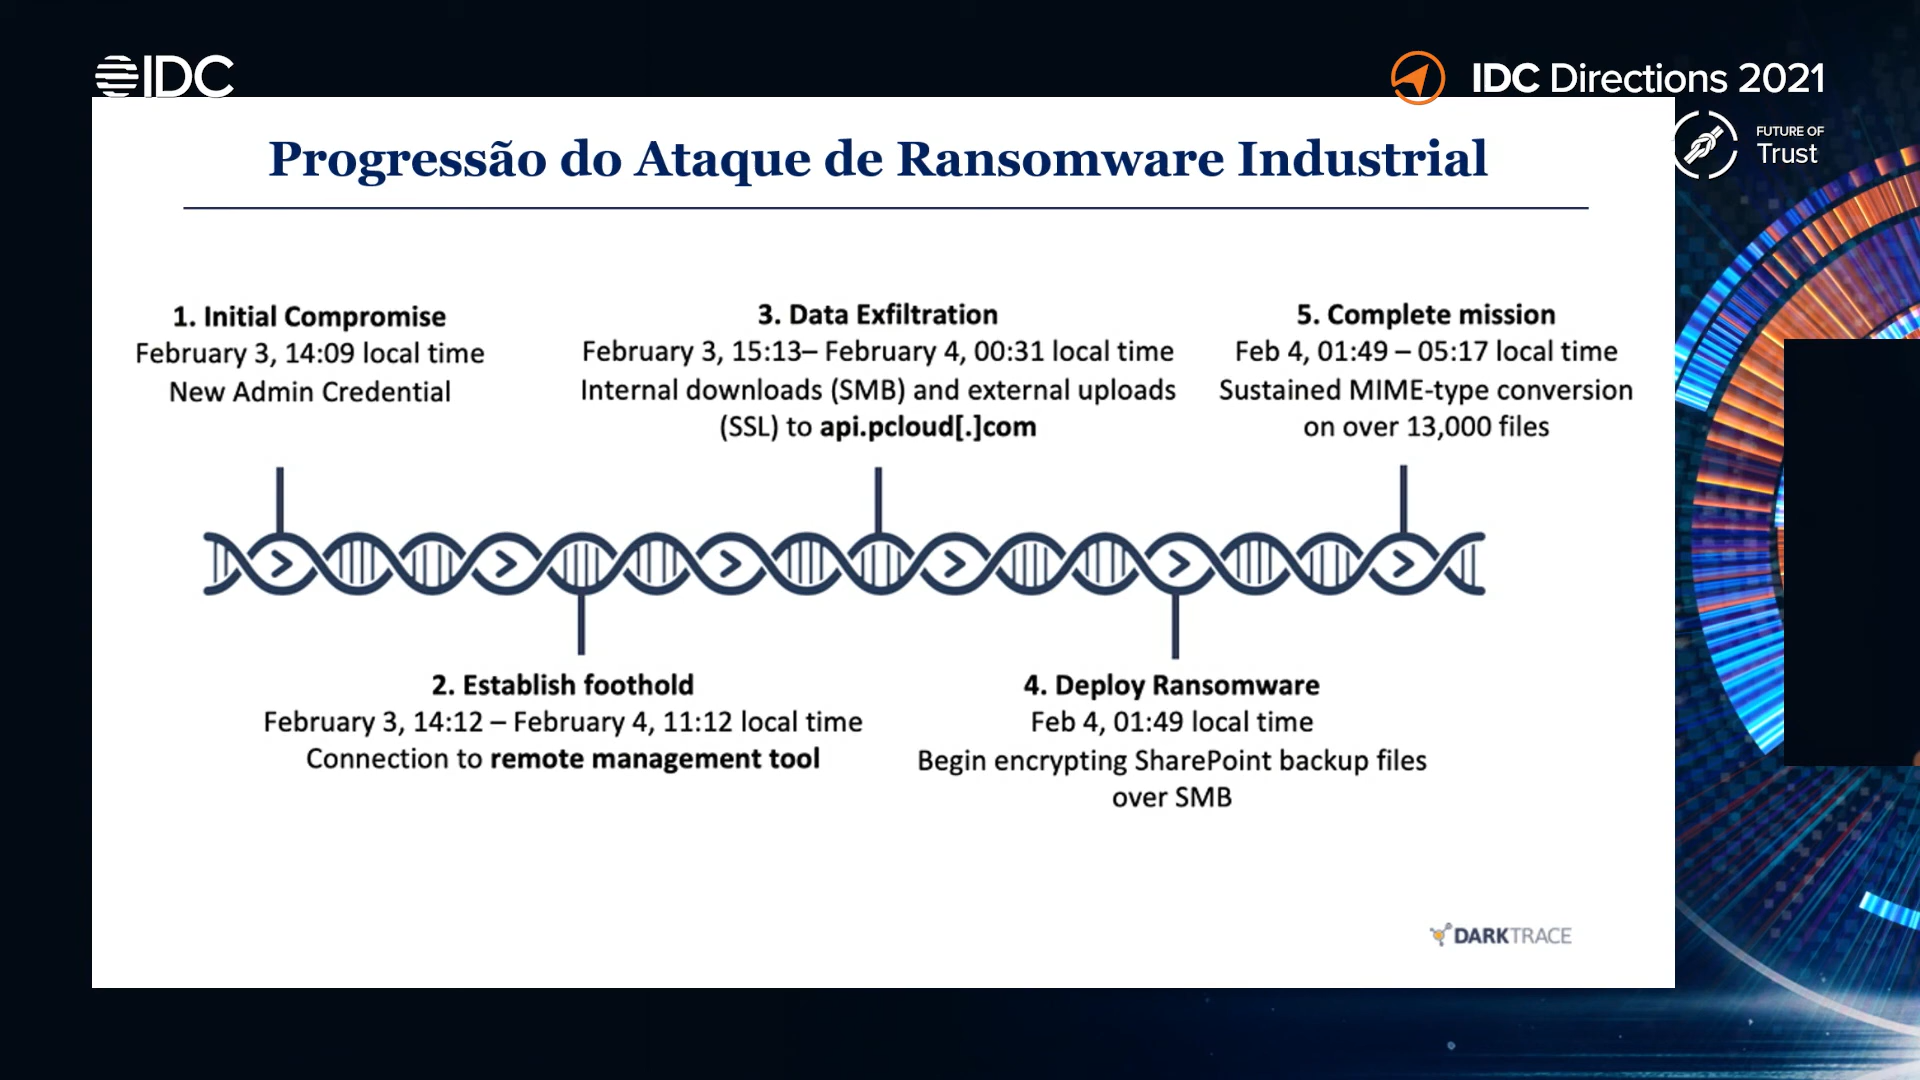 IDC
IDC Directions 2021
FUTURE OF
Trust
Progressão do Ataque de Ransomware Industrial
1. Initial Compromise
February 3, 14:09 local time
New Admin Credential
3. Data Exfiltration
February 3, 15:13– February 4, 00:31 local time
Internal downloads (SMB) and external uploads
(SSL) to api.pcloud[.]com
5. Complete mission
Feb 4, 01:49 – 05:17 local time
Sustained MIME-type conversion
on over 13,000 files
2. Establish foothold
February 3, 14:12 – February 4, 11:12 local time
Connection to remote management tool
4. Deploy Ransomware
Feb 4, 01:49 local time
Begin encrypting SharePoint backup files
over SMB
DARKTRACE